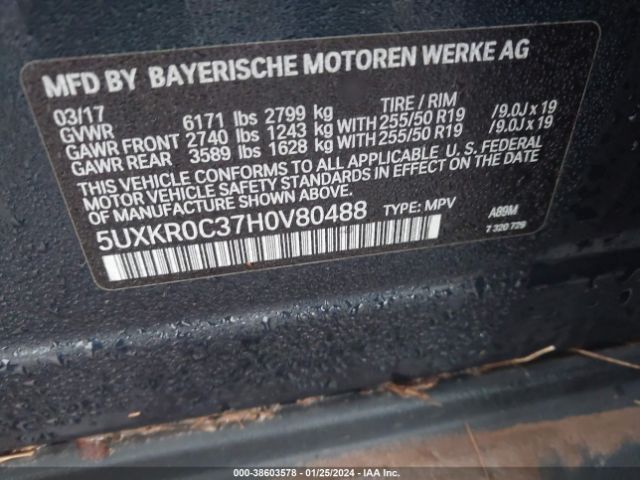 MFD BY BAYERISCHE MOTOREN WERKE AG
03/17
GVWR 6171 lbs 2799 kg TIRE / RIM
GAWR FRONT 2740 lbs 1243 kg WITH 255/50 R19 /9.0J x 19
GAWR REAR 3589 lbs 1628 kg WITH 255/50 R19 /9.0J x 19
THIS VEHICLE CONFORMS TO ALL APPLICABLE U. S. FEDERAL
MOTOR VEHICLE SAFETY STANDARDS IN EFFECT ON THE DATE
OF MANUFACTURE SHOWN ABOVE.
5UXKR0C37H0V80488 TYPE: MPV A89M
7 320 729
000-38603578 - 01/25/2024 - IAA Inc.